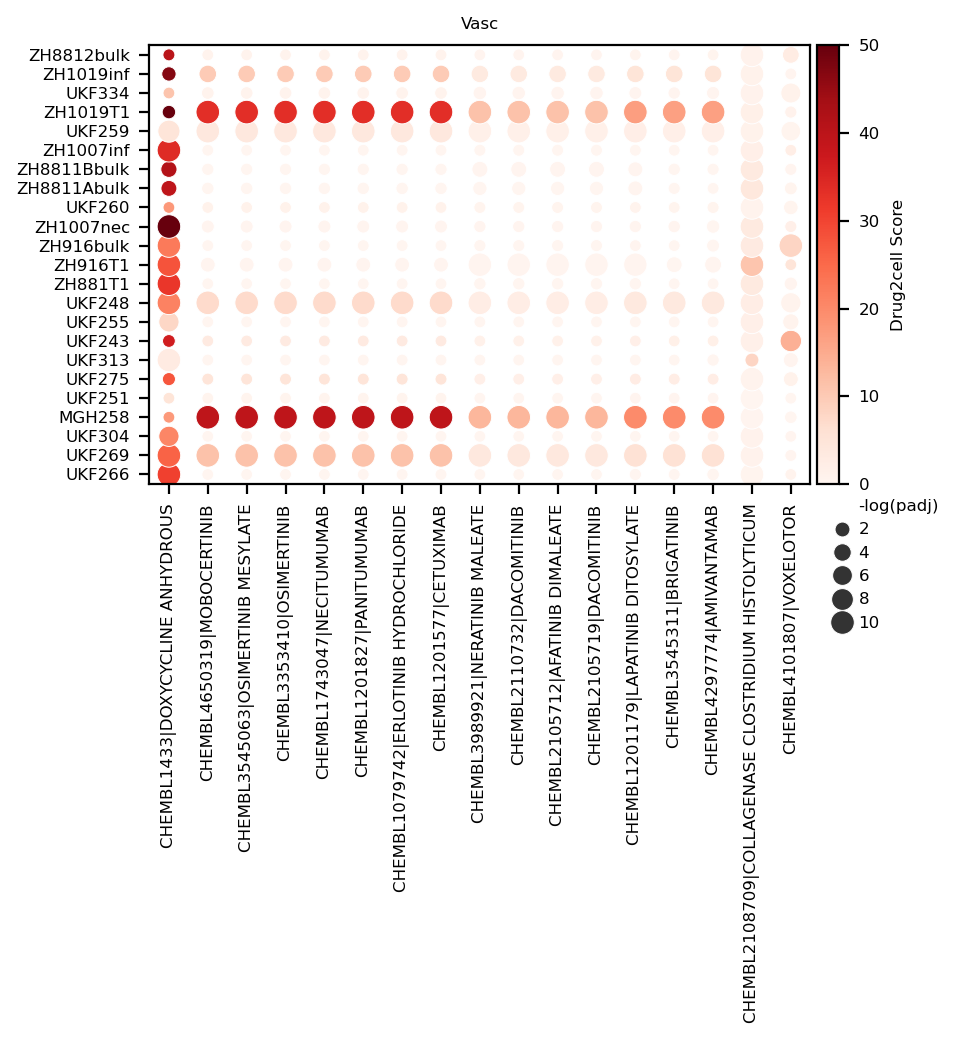 Vasc
ZH8812bulk
ZH1019inf
UKF334
ZH1019T1
UKF259
ZH1007inf
ZH8811Bbulk
ZH8811Abulk
UKF260
ZH1007nec
ZH916bulk
ZH916T1
ZH881T1
UKF248
UKF255
UKF243
UKF313
UKF275
UKF251
MGH258
UKF304
UKF269
UKF266
50
40
30
20
10
0
Drug2cell Score
-log(padj)
2
4
6
8
10
CHEMBL1433|DOXYCYCLINE ANHYDROUS
CHEMBL4650319|MOBOCERTINIB
CHEMBL3545063|OSIMERTINIB MESYLATE
CHEMBL3353410|OSIMERTINIB
CHEMBL1743047|NECITUMUMAB
CHEMBL1201827|PANITUMUMAB
CHEMBL1079742|ERLOTINIB HYDROCHLORIDE
CHEMBL1201577|CETUXIMAB
CHEMBL3989921|NERATINIB MALEATE
CHEMBL2110732|DACOMITINIB
CHEMBL2105712|AFATINIB DIMALEATE
CHEMBL2105719|DACOMITINIB
CHEMBL1201179|LAPATINIB DITOSYLATE
CHEMBL3545311|BRIGATINIB
CHEMBL4297774|AMIVANTAMAB
CHEMBL2108709|COLLAGENASE CLOSTRIDIUM HISTOLYTICUM
CHEMBL4101807|VOXELOTOR